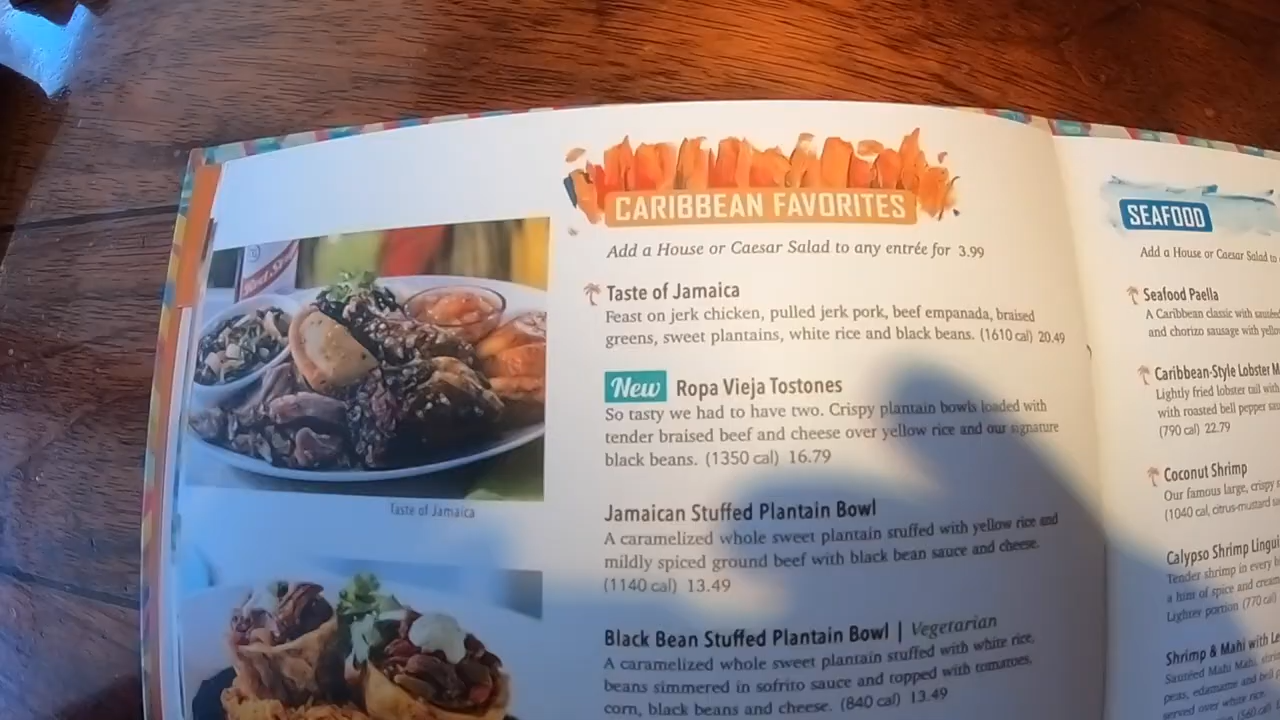 CARIBBEAN FAVORITES
Add a House or Caesar Salad to any entrée for 3.99
Taste of Jamaica
Feast on jerk chicken, pulled jerk pork, beef empanada, braised
greens, sweet plantains, white rice and black beans. (1610 cal) 20.49
New Ropa Vieja Tostones
So tasty we had to have two. Crispy plantain bowls loaded with
tender braised beef and cheese over yellow rice and our signature
black beans. (1350 cal) 16.79
Jamaican Stuffed Plantain Bowl
A caramelized whole sweet plantain stuffed with yellow rice and
mildly spiced ground beef with black bean sauce and cheese.
(1140 cal) 13.49
Black Bean Stuffed Plantain Bowl | Vegetarian
A caramelized whole sweet plantain stuffed with white rice,
beans simmered in sofrito sauce and topped with tomatoes,
corn, black beans and cheese. (840 cal) 13.49
Taste of Jamaica
SEAFOOD
Add a House or Caesar Salad to
Seafood Paella
A Caribbean classic with
and chorizo sausage with
Caribbean-Style Lobster
Lightly fried lobster tail with
with roasted bell pepper
(790 cal) 22.79
Coconut Shrimp
Our famous large, crispy
(1040 cal, citrus-mustard
Calypso Shrimp
Tender shrimp in every
a hint of spice and
Lighter portion (770 cal)
Shrimp & Mahi with
Sautéed Mahi Mahi,
peas, edamame and bell
served over white rice.